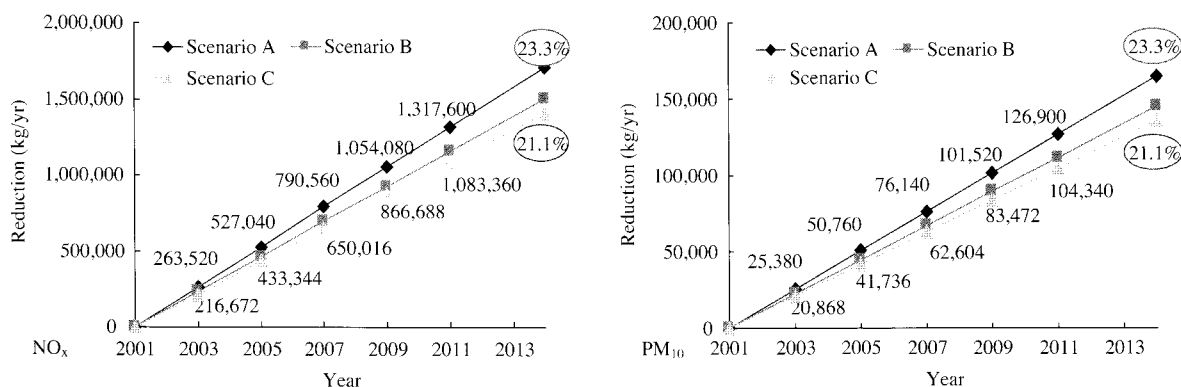 2,000,000
1,500,000
1,000,000
500,000
0
Reduction (kg/yr)
Scenario A
Scenario B
Scenario C
23.3%
21.1%
1,317,600
1,054,080
790,560
527,040
263,520
1,083,360
866,688
650,016
433,344
216,672
NOx
2001 2003 2005 2007 2009 2011 2013
Year
200,000
150,000
100,000
50,000
0
Reduction (kg/yr)
Scenario A
Scenario B
Scenario C
23.3%
21.1%
126,900
101,520
76,140
50,760
25,380
104,340
83,472
62,604
41,736
20,868
PM10
2001 2003 2005 2007 2009 2011 2013
Year